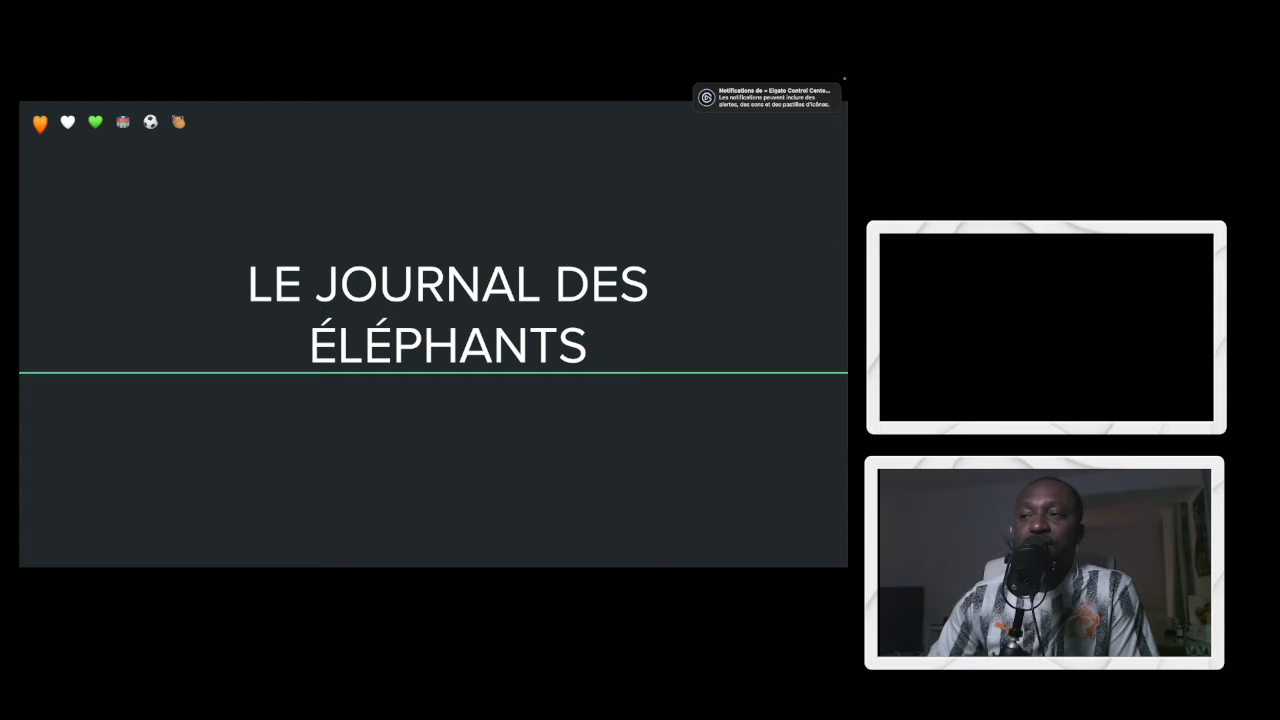 Notifications de « Elgato Control Cente...
Les notifications peuvent inclure des
alertes, des sons et des pastilles d'icônes.
LE JOURNAL DES
ÉLÉPHANTS